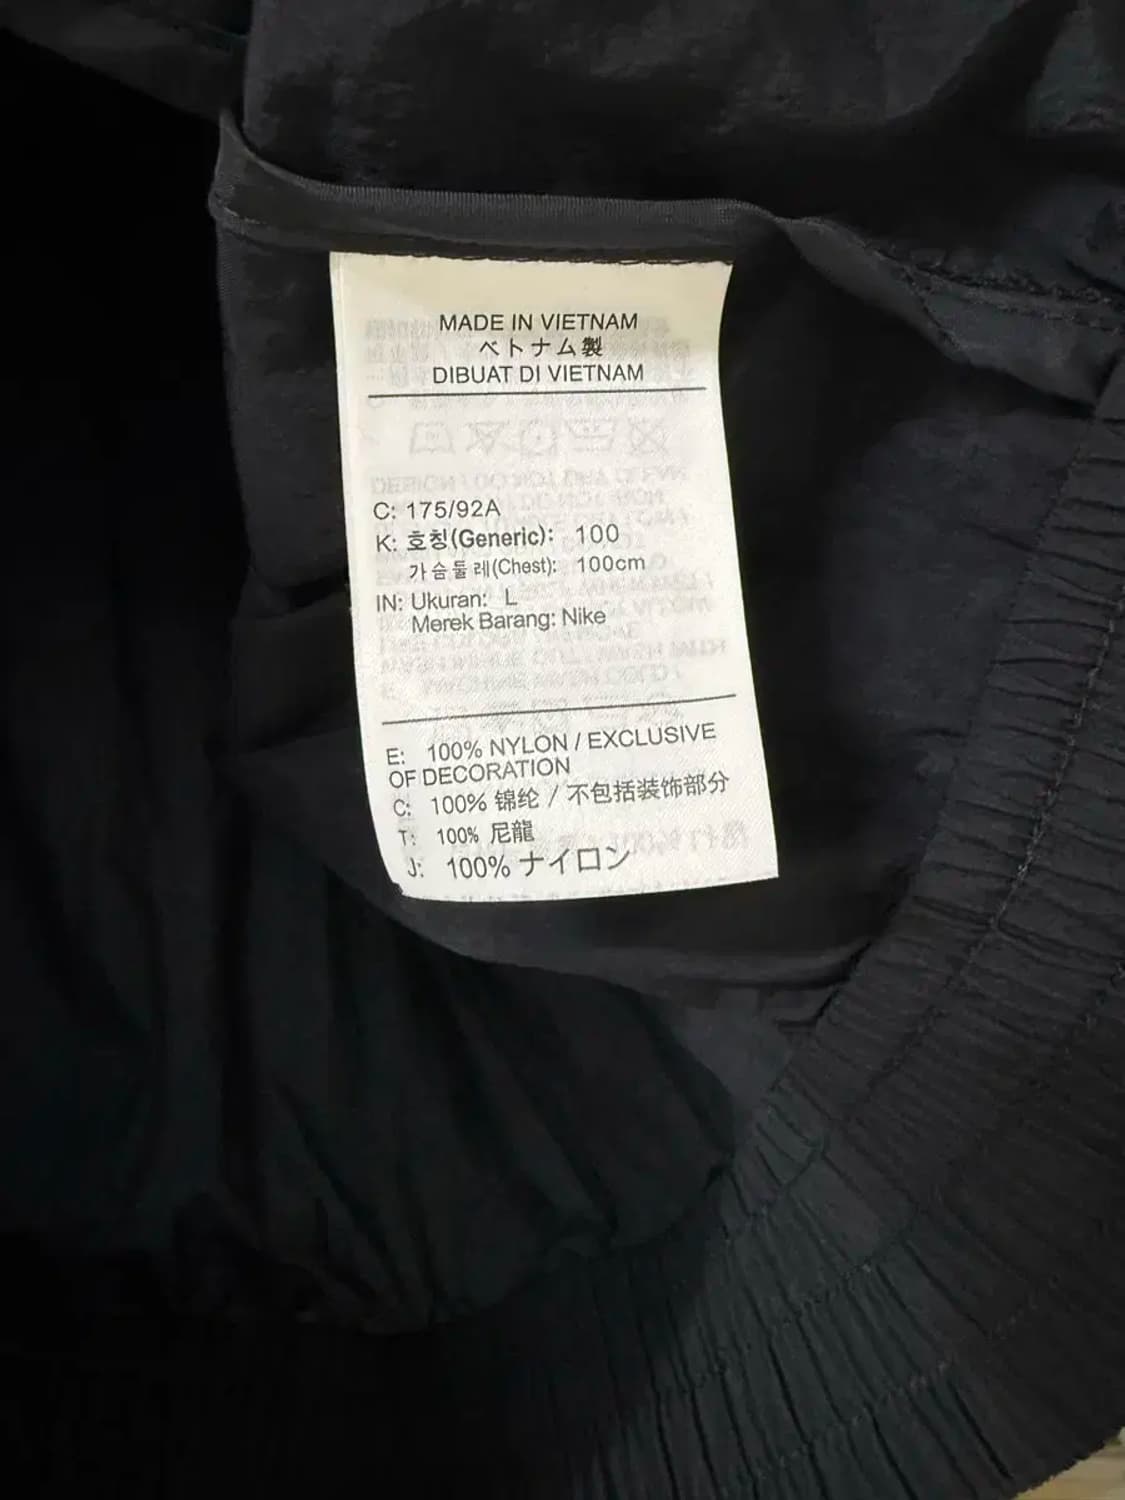 MADE IN VIETNAM
ベトナム製
DIBUAT DI VIETNAM
C: 175/92A
K: 호칭(Generic): 100
가슴둘레(Chest): 100cm
IN: Ukuran: L
Merek Barang: Nike
E: 100% NYLON / EXCLUSIVE
OF DECORATION
C: 100% 锦纶 / 不包括装饰部分
T: 100% 尼龍
J: 100% ナイロン